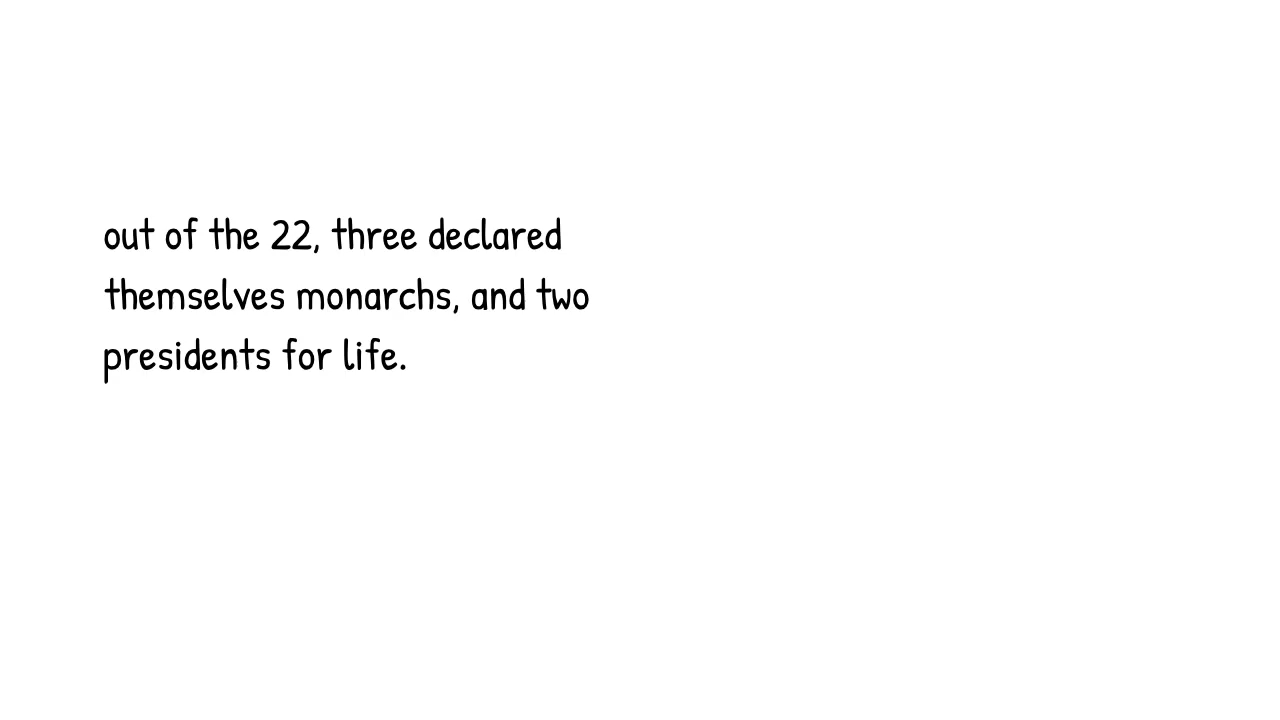 out of the 22, three declared
themselves monarchs, and two
presidents for life.